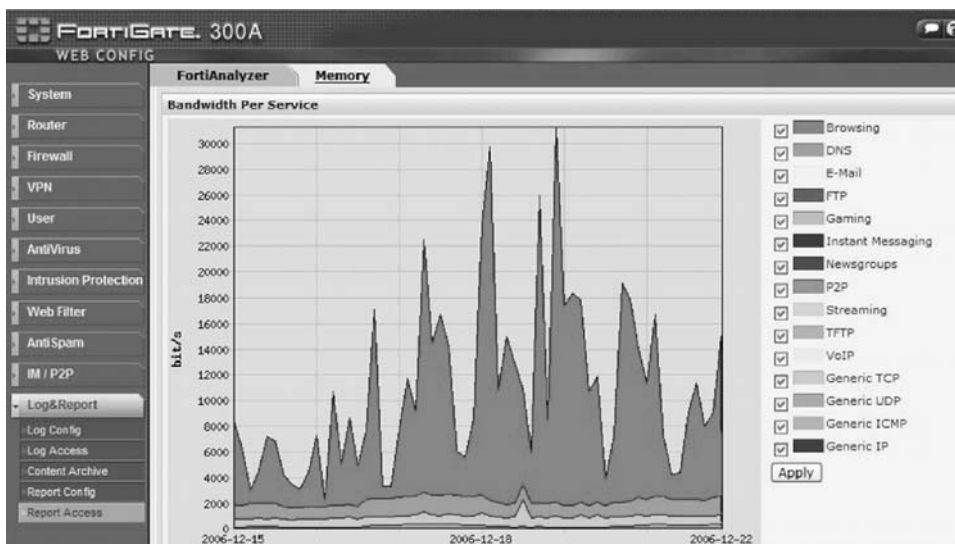 FORTIGATE. 300A
WEB CONFIG
FortiAnalyzer
Memory
System
Router
Firewall
VPN
User
AntiVirus
Intrusion Protection
Web Filter
AntiSpam
IM / P2P
Log&Report
Log Config
Log Access
Content Archive
Report Config
Report Access
Bandwidth Per Service
bit/s
30000
28000
26000
24000
22000
20000
18000
16000
14000
12000
10000
8000
6000
4000
2000
0
2006-12-15
2006-12-18
2006-12-22
Browsing
DNS
E-Mail
FTP
Gaming
Instant Messaging
Newsgroups
P2P
Streaming
TFTP
VoIP
Generic TCP
Generic UDP
Generic ICMP
Generic IP
Apply